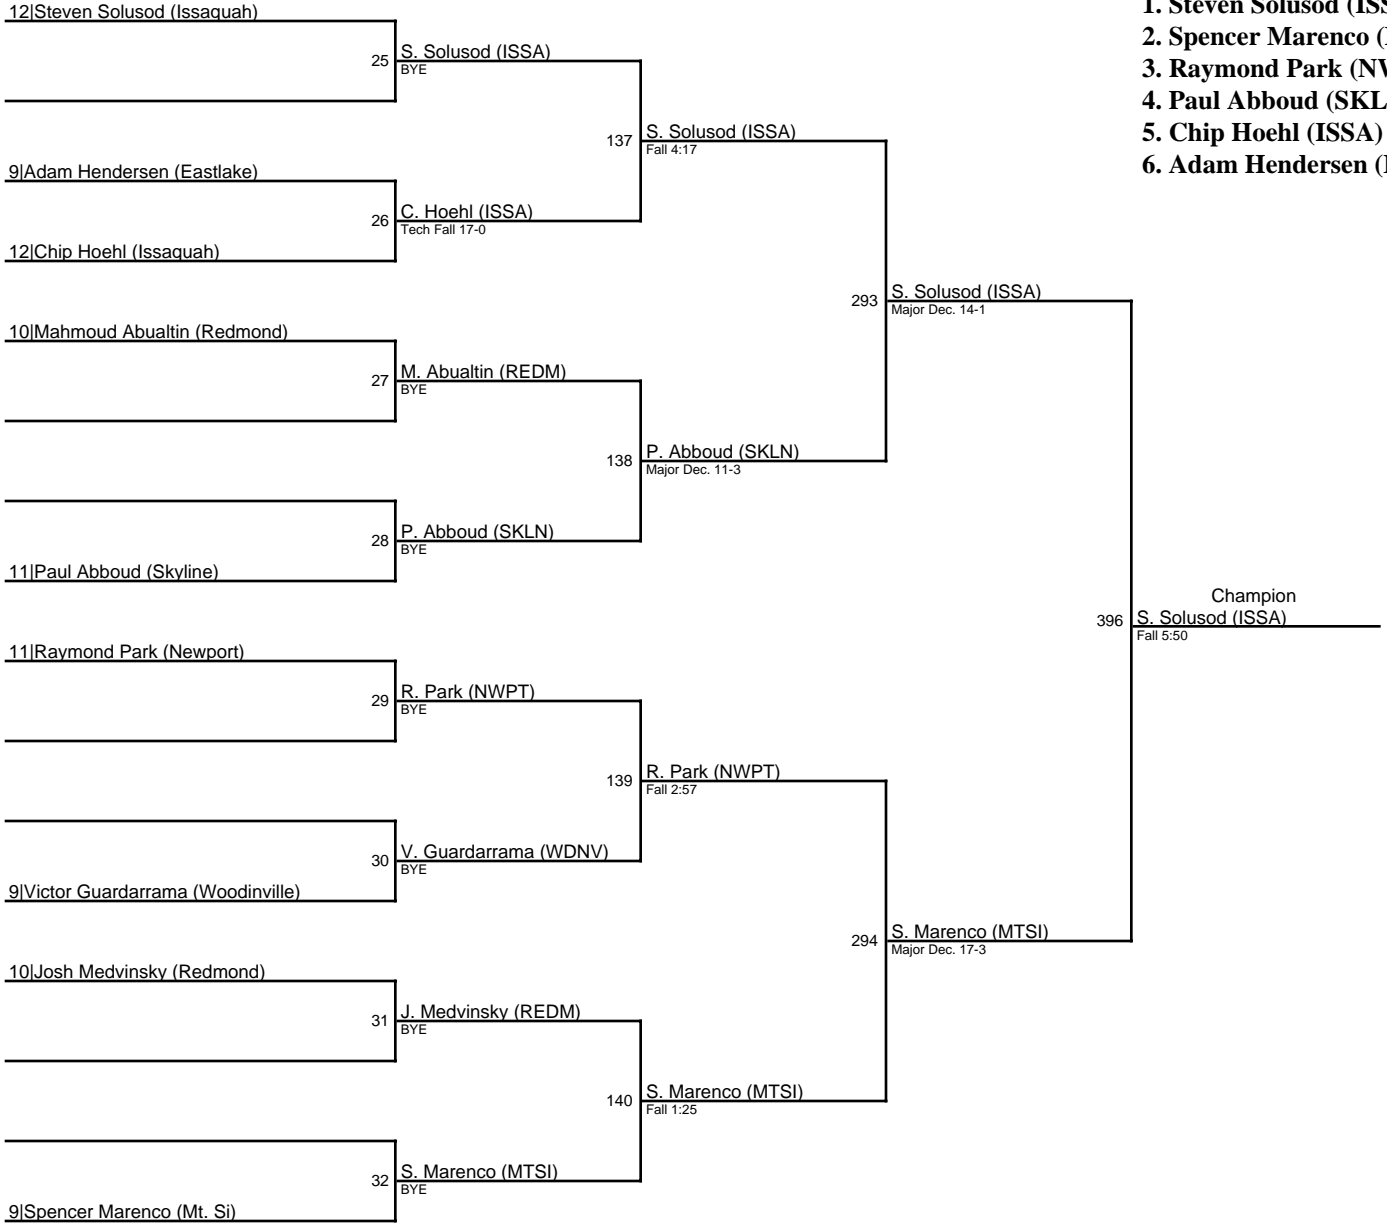 12|Steven Solusod (Issaquah)
25
S. Solusod (ISSA)
BYE
137
S. Solusod (ISSA)
Fall 4:17
9|Adam Hendersen (Eastlake)
26
C. Hoehl (ISSA)
Tech Fall 17-0
12|Chip Hoehl (Issaquah)
293
S. Solusod (ISSA)
Major Dec. 14-1
10|Mahmoud Abualtin (Redmond)
27
M. Abualtin (REDM)
BYE
138
P. Abboud (SKLN)
Major Dec. 11-3
28
P. Abboud (SKLN)
BYE
11|Paul Abboud (Skyline)
Champion
396
S. Solusod (ISSA)
Fall 5:50
11|Raymond Park (Newport)
29
R. Park (NWPT)
BYE
139
R. Park (NWPT)
Fall 2:57
30
V. Guardarrama (WDNV)
BYE
9|Victor Guardarrama (Woodinville)
294
S. Marenco (MTSI)
Major Dec. 17-3
10|Josh Medvinsky (Redmond)
31
J. Medvinsky (REDM)
BYE
140
S. Marenco (MTSI)
Fall 1:25
32
S. Marenco (MTSI)
BYE
9|Spencer Marenco (Mt. Si)
1. Steven Solusod (ISS
2. Spencer Marenco (
3. Raymond Park (NW
4. Paul Abboud (SKL
5. Chip Hoehl (ISSA)
6. Adam Hendersen (